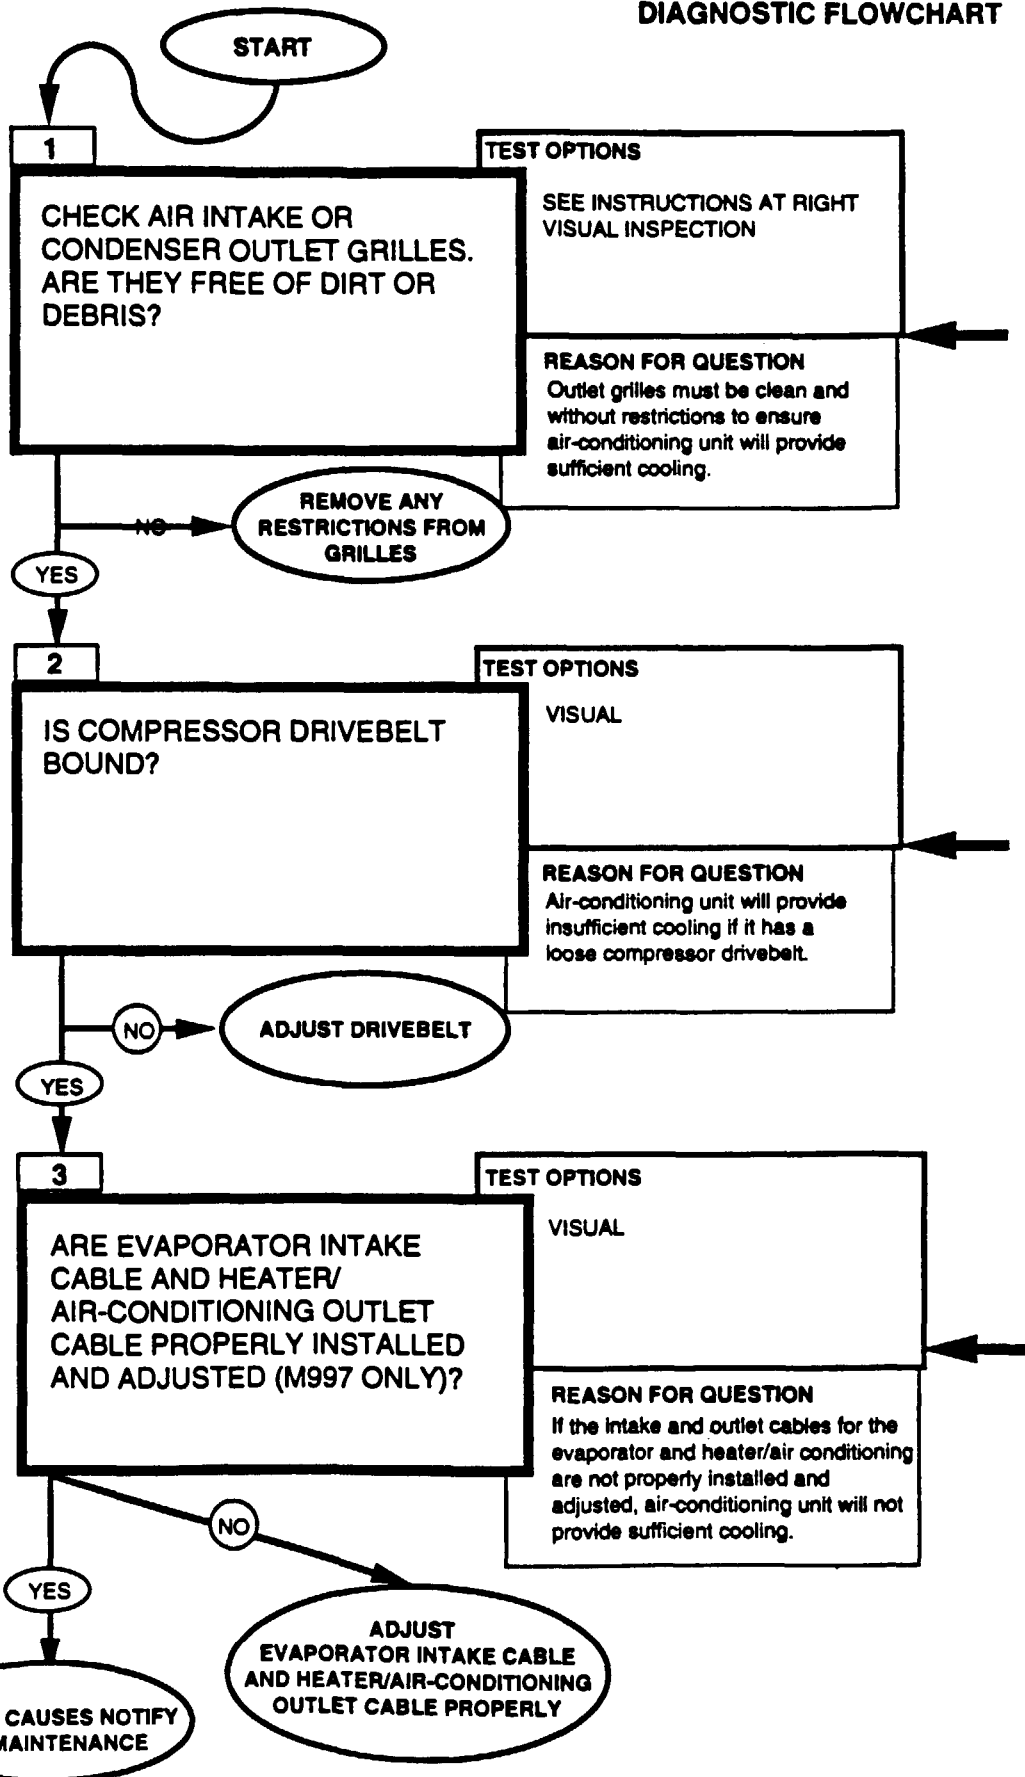 DIAGNOSTIC FLOWCHART
START
1
CHECK AIR INTAKE OR
CONDENSER OUTLET GRILLES.
ARE THEY FREE OF DIRT OR
DEBRIS?
TEST OPTIONS
SEE INSTRUCTIONS AT RIGHT
VISUAL INSPECTION
REASON FOR QUESTION
Outlet grilles must be clean and
without restrictions to ensure
air-conditioning unit will provide
sufficient cooling.
NO
REMOVE ANY
RESTRICTIONS FROM
GRILLES
YES
2
IS COMPRESSOR DRIVEBELT
BOUND?
TEST OPTIONS
VISUAL
REASON FOR QUESTION
Air-conditioning unit will provide
insufficient cooling if it has a
loose compressor drivebelt.
NO
ADJUST DRIVEBELT
YES
3
ARE EVAPORATOR INTAKE
CABLE AND HEATER/
AIR-CONDITIONING OUTLET
CABLE PROPERLY INSTALLED
AND ADJUSTED (M997 ONLY)?
TEST OPTIONS
VISUAL
REASON FOR QUESTION
If the intake and outlet cables for the
evaporator and heater/air conditioning
are not properly installed and
adjusted, air-conditioning unit will not
provide sufficient cooling.
NO
YES
ADJUST
EVAPORATOR INTAKE CABLE
AND HEATER/AIR-CONDITIONING
OUTLET CABLE PROPERLY
CAUSES NOTIFY
MAINTENANCE